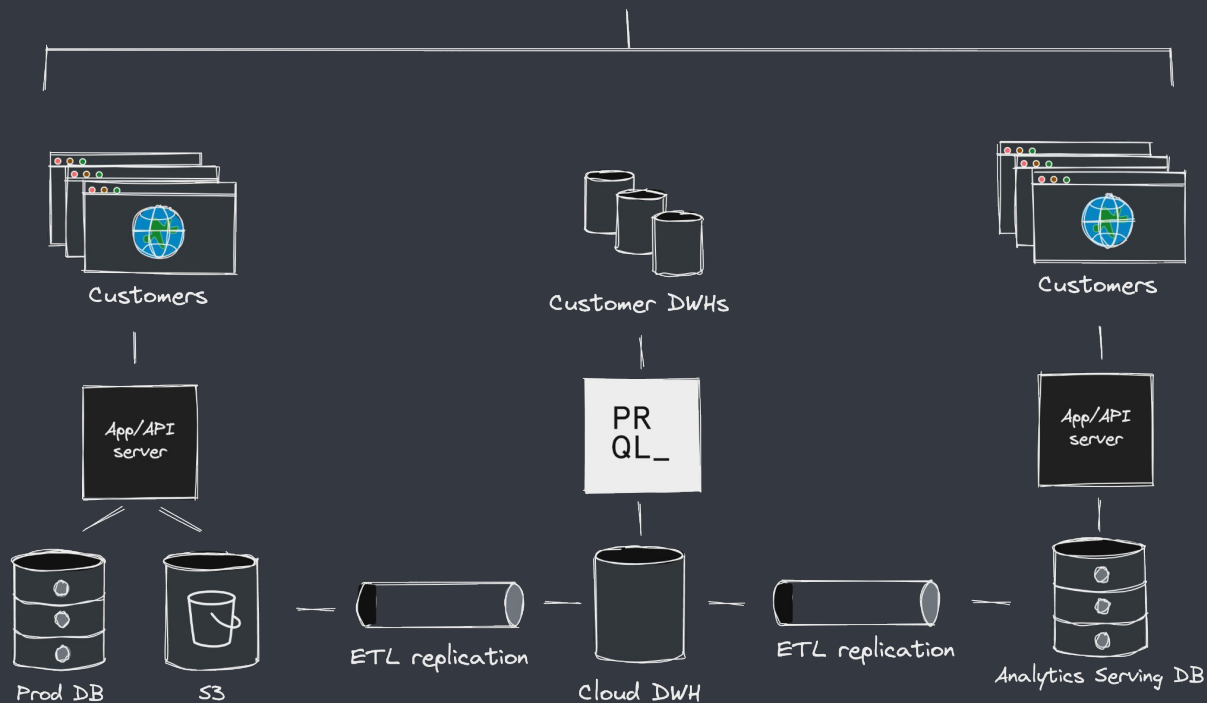 Customers
Customer DWHs
Customers
App/API
server
PR
QL_
App/API
server
ETL replication
ETL replication
Prod DB
S3
Cloud DWH
Analytics Serving DB